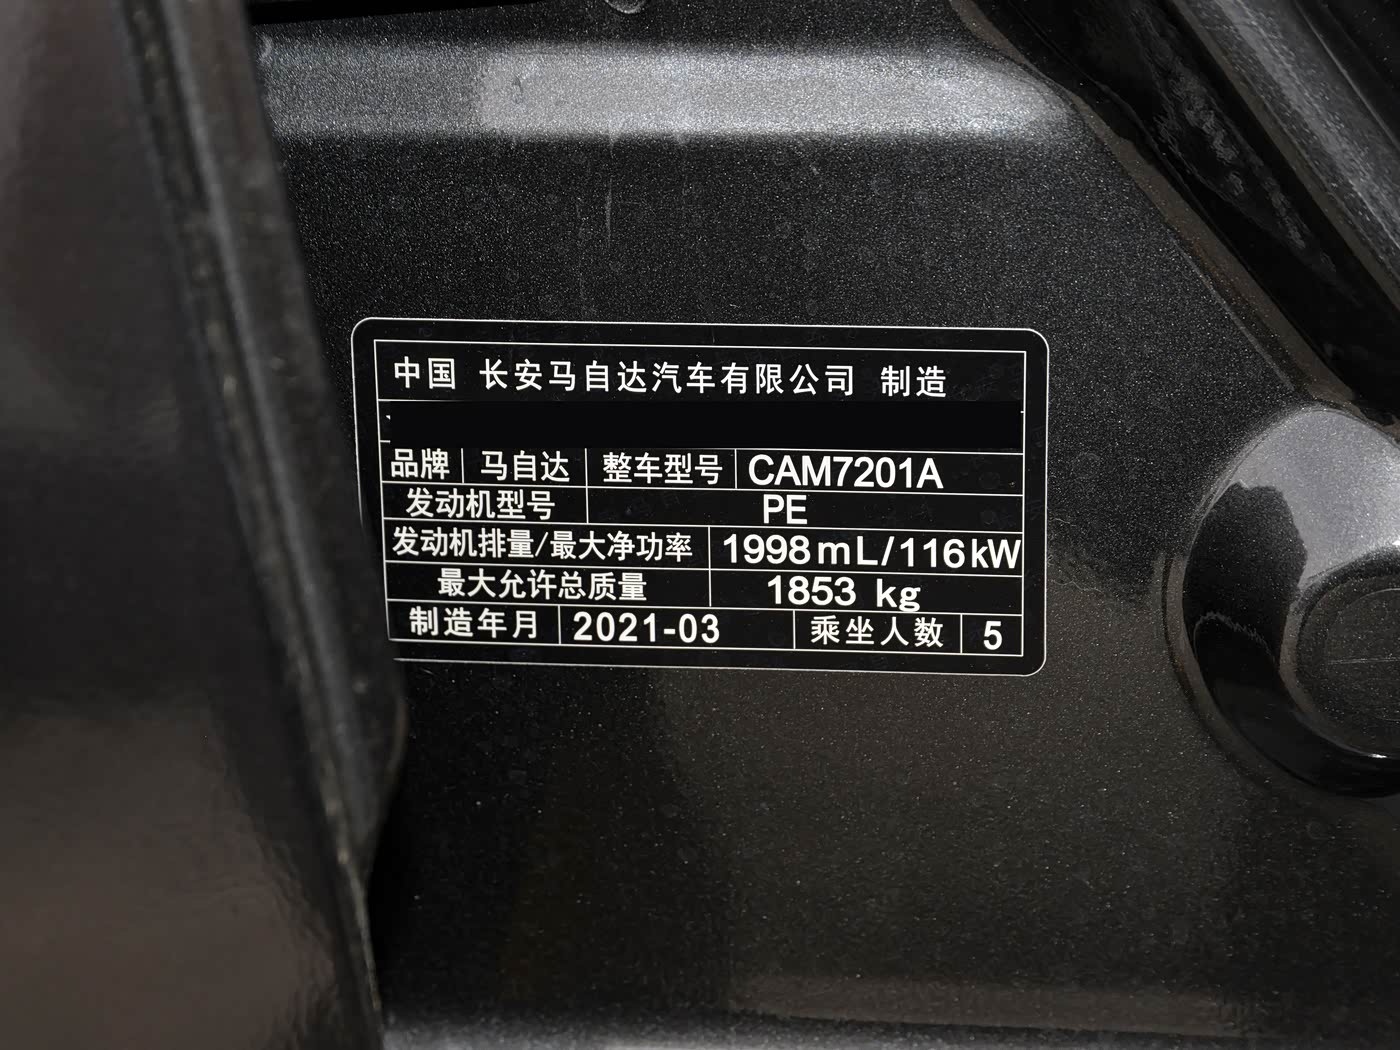 中国 长安马自达汽车有限公司 制造
品牌 马自达 整车型号 CAM7201A
发动机型号 PE
发动机排量/最大净功率 1998mL/116kW
最大允许总质量 1853 kg
制造年月 2021-03 乘坐人数 5